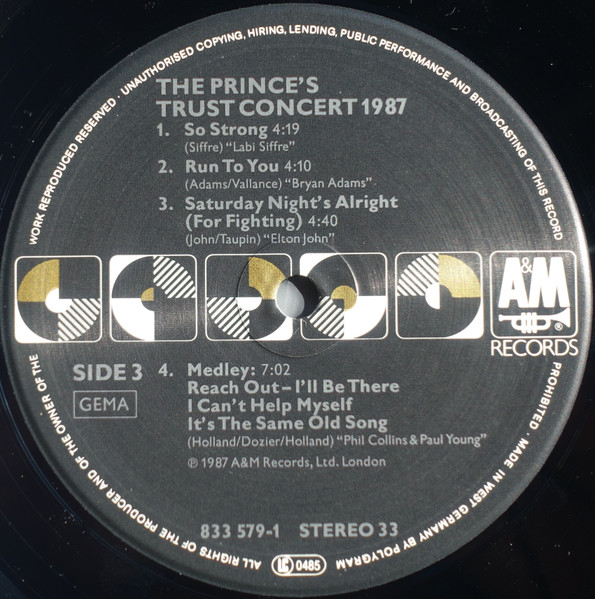 WORK REPRODUCED RESERVED · UNAUTHORISED COPYING, HIRING, LENDING, PUBLIC PERFORMANCE AND BROADCASTING OF THIS RECORD
THE PRINCE'S
TRUST CONCERT 1987
1. So Strong 4:19
(Siffre) “Labi Siffre”
2. Run To You 4:10
(Adams/Vallance) “Bryan Adams”
3. Saturday Night's Alright
(For Fighting) 4:40
(John/Taupin) “Elton John”
A&M
®
RECORDS
SIDE 3
GEMA
4. Medley: 7:02
Reach Out – I'll Be There
I Can't Help Myself
It's The Same Old Song
(Holland/Dozier/Holland) “Phil Collins & Paul Young”
℗ 1987 A&M Records, Ltd. London
833 579-1 STEREO 33
ALL RIGHTS OF THE PRODUCER AND OF THE OWNER OF THE
LC 0485
PROHIBITED · MADE IN WEST GERMANY BY POLYGRAM